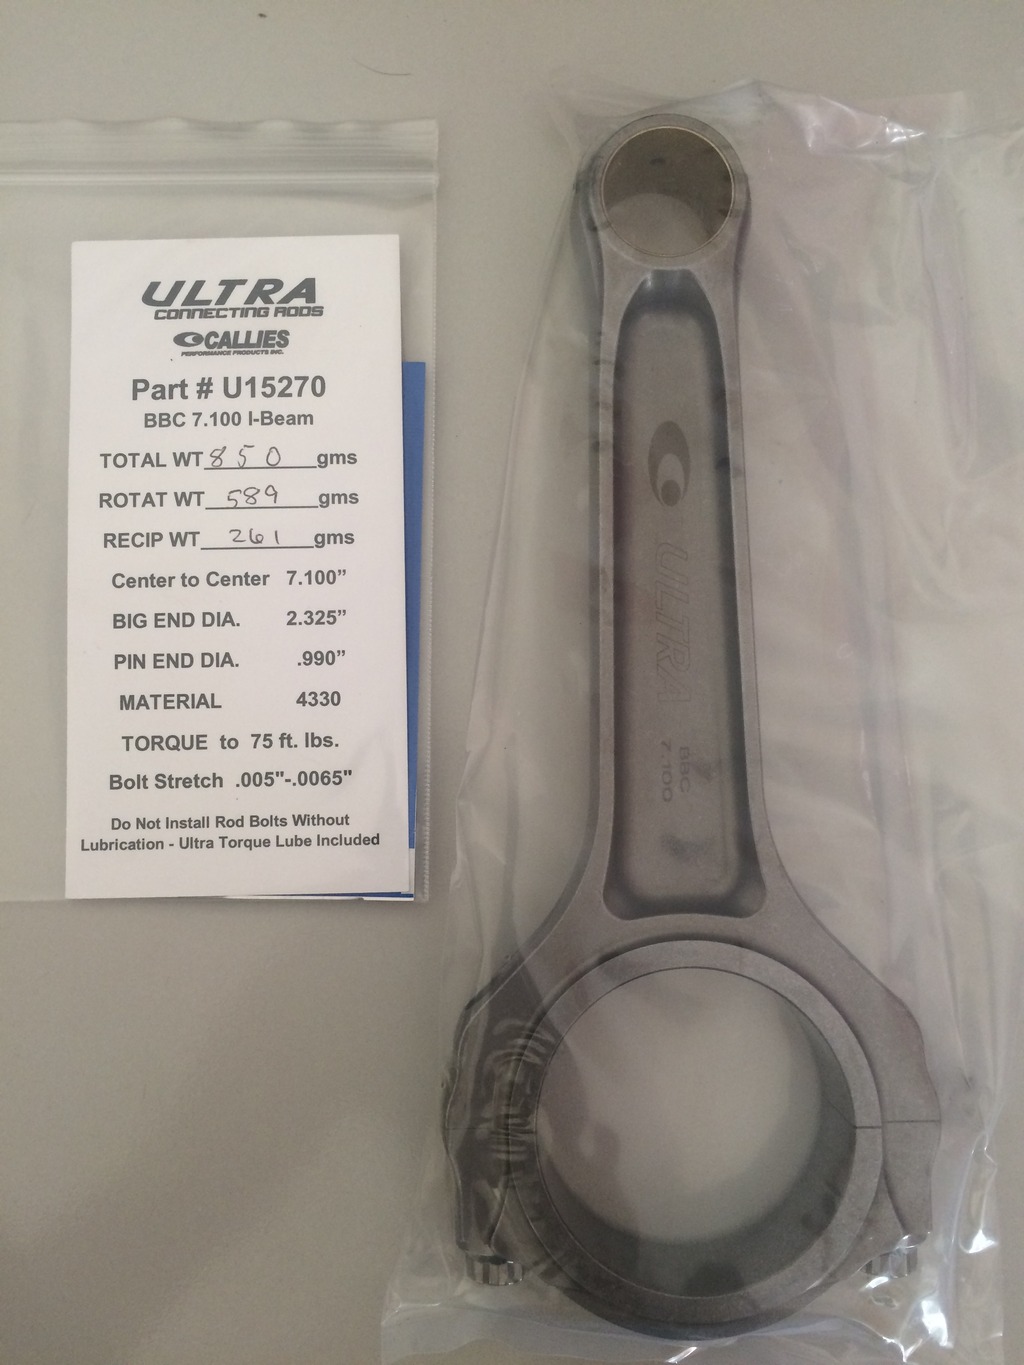 ULTRA
CONNECTING RODS
CALLIES
PERFORMANCE PRODUCTS INC.
Part # U15270
BBC 7.100 I-Beam
TOTAL WT 850 gms
ROTAT WT 589 gms
RECIP WT 261 gms
Center to Center 7.100”
BIG END DIA. 2.325”
PIN END DIA. .990”
MATERIAL 4330
TORQUE to 75 ft. lbs.
Bolt Stretch .005"-.0065"
Do Not Install Rod Bolts Without
Lubrication - Ultra Torque Lube Included
ULTRA
BBC
7.100